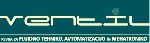 ventil
REVIJA ZA FLUIDNO TEHNIKO, AVTOMATIZACIJO IN MEHATRONIKO